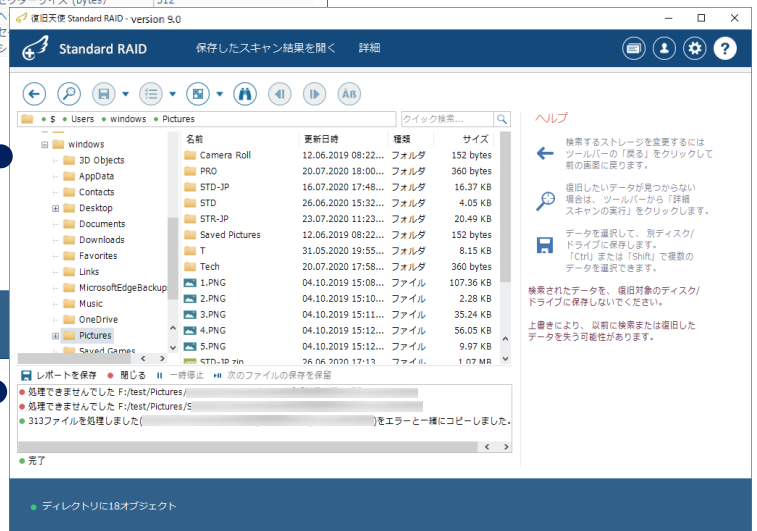 512
復旧天使 Standard RAID - version 9.0
Standard RAID 保存したスキャン結果を開く 詳細
$ Users windows Pictures
クイック検索...
windows
3D Objects
AppData
Contacts
Desktop
Documents
Downloads
Favorites
Links
MicrosoftEdgeBackup
Music
OneDrive
Pictures
Saved Games
名前 更新日時 種類 サイズ
Camera Roll 12.06.2019 08:22... フォルダ 152 bytes
PRO 20.07.2020 18:00... フォルダ 360 bytes
STD-JP 16.07.2020 17:48... フォルダ 16.37 KB
STD 26.06.2020 15:32... フォルダ 4.05 KB
STR-JP 23.07.2020 11:23... フォルダ 20.49 KB
Saved Pictures 12.06.2019 08:22... フォルダ 152 bytes
T 31.05.2020 19:55... フォルダ 8.15 KB
Tech 20.07.2020 17:58... フォルダ 360 bytes
1.PNG 04.10.2019 15:08... ファイル 107.36 KB
2.PNG 04.10.2019 15:10... ファイル 2.28 KB
3.PNG 04.10.2019 15:11... ファイル 35.24 KB
4.PNG 04.10.2019 15:12... ファイル 56.05 KB
5.PNG 04.10.2019 15:12... ファイル 9.97 KB
STD-JP.zip 26.06.2020 17:13... ファイル 1.07 MB
ヘルプ
検索するストレージを変更するには
ツールバーの「戻る」をクリックして
前の画面に戻ります。
復旧したいデータが見つからない
場合は、 ツールバーから「詳細
スキャンの実行」をクリックします。
データを選択して、 別ディスク/
ドライブに保存します。
「Ctrl」または「Shift」で複数の
データを選択できます。
検索されたデータを、 復旧対象のディスク/
ドライブに保存しないでください。
上書きにより、 以前に検索または復旧した
データを失う可能性があります。
レポートを保存 閉じる 一時停止 次のファイルの保存を保留
処理できませんでした F:/test/Pictures/
処理できませんでした F:/test/Pictures/S
313ファイルを処理しました( )をエラーと一緒にコピーしました。
完了
ディレクトリに18オブジェクト